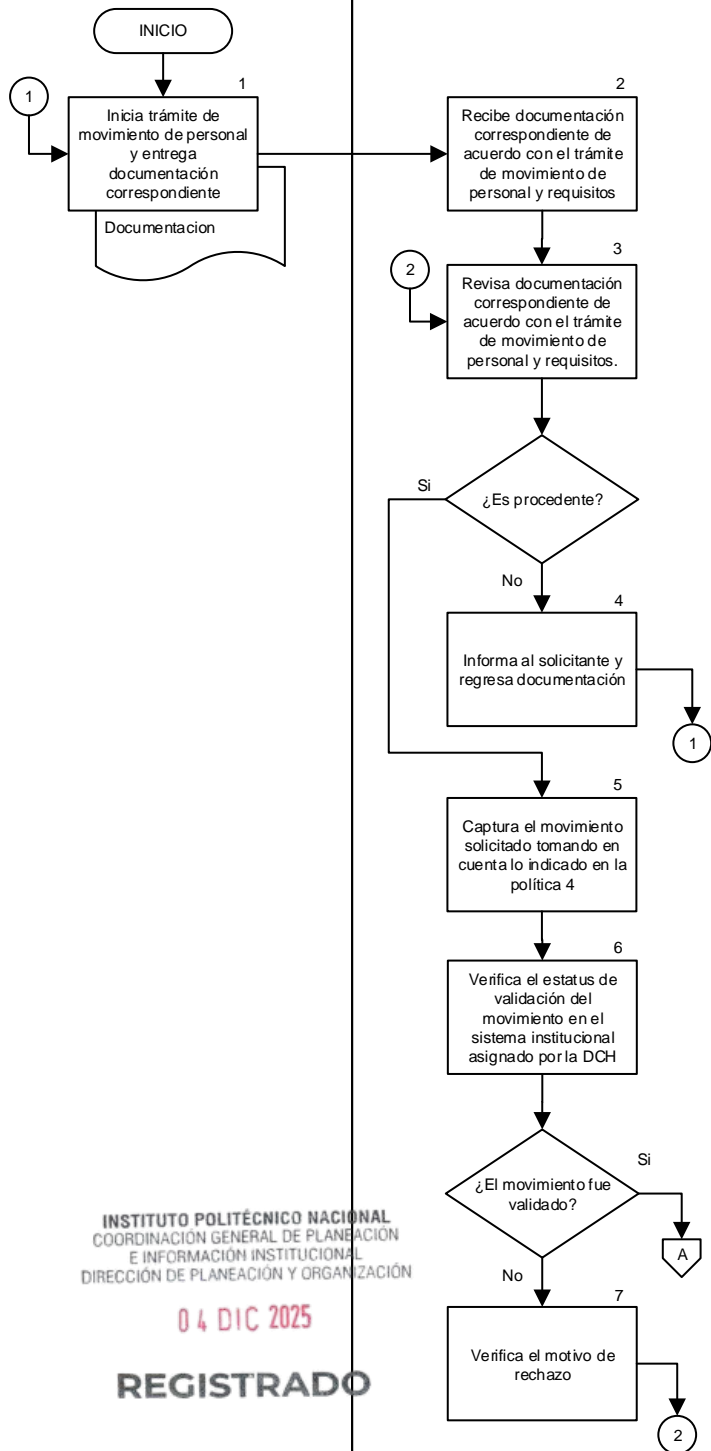 INICIO
1
1
Inicia trámite de
movimiento de personal
y entrega
documentación
correspondiente
Documentacion
2
Recibe documentación
correspondiente de
acuerdo con el trámite
de movimiento de
personal y requisitos
3
2
Revisa documentación
correspondiente de
acuerdo con el trámite
de movimiento de
personal y requisitos.
¿Es procedente?
Si
No
4
Informa al solicitante y
regresa documentación
1
5
Captura el movimiento
solicitado tomando en
cuenta lo indicado en la
política 4
6
Verifica el estatus de
validación del
movimiento en el
sistema institucional
asignado por la DCH
¿El movimiento fue
validado?
Si
A
No
7
Verifica el motivo de
rechazo
2
INSTITUTO POLITÉCNICO NACIONAL
COORDINACIÓN GENERAL DE PLANEACIÓN
E INFORMACIÓN INSTITUCIONAL
DIRECCIÓN DE PLANEACIÓN Y ORGANIZACIÓN
04 DIC 2025
REGISTRADO